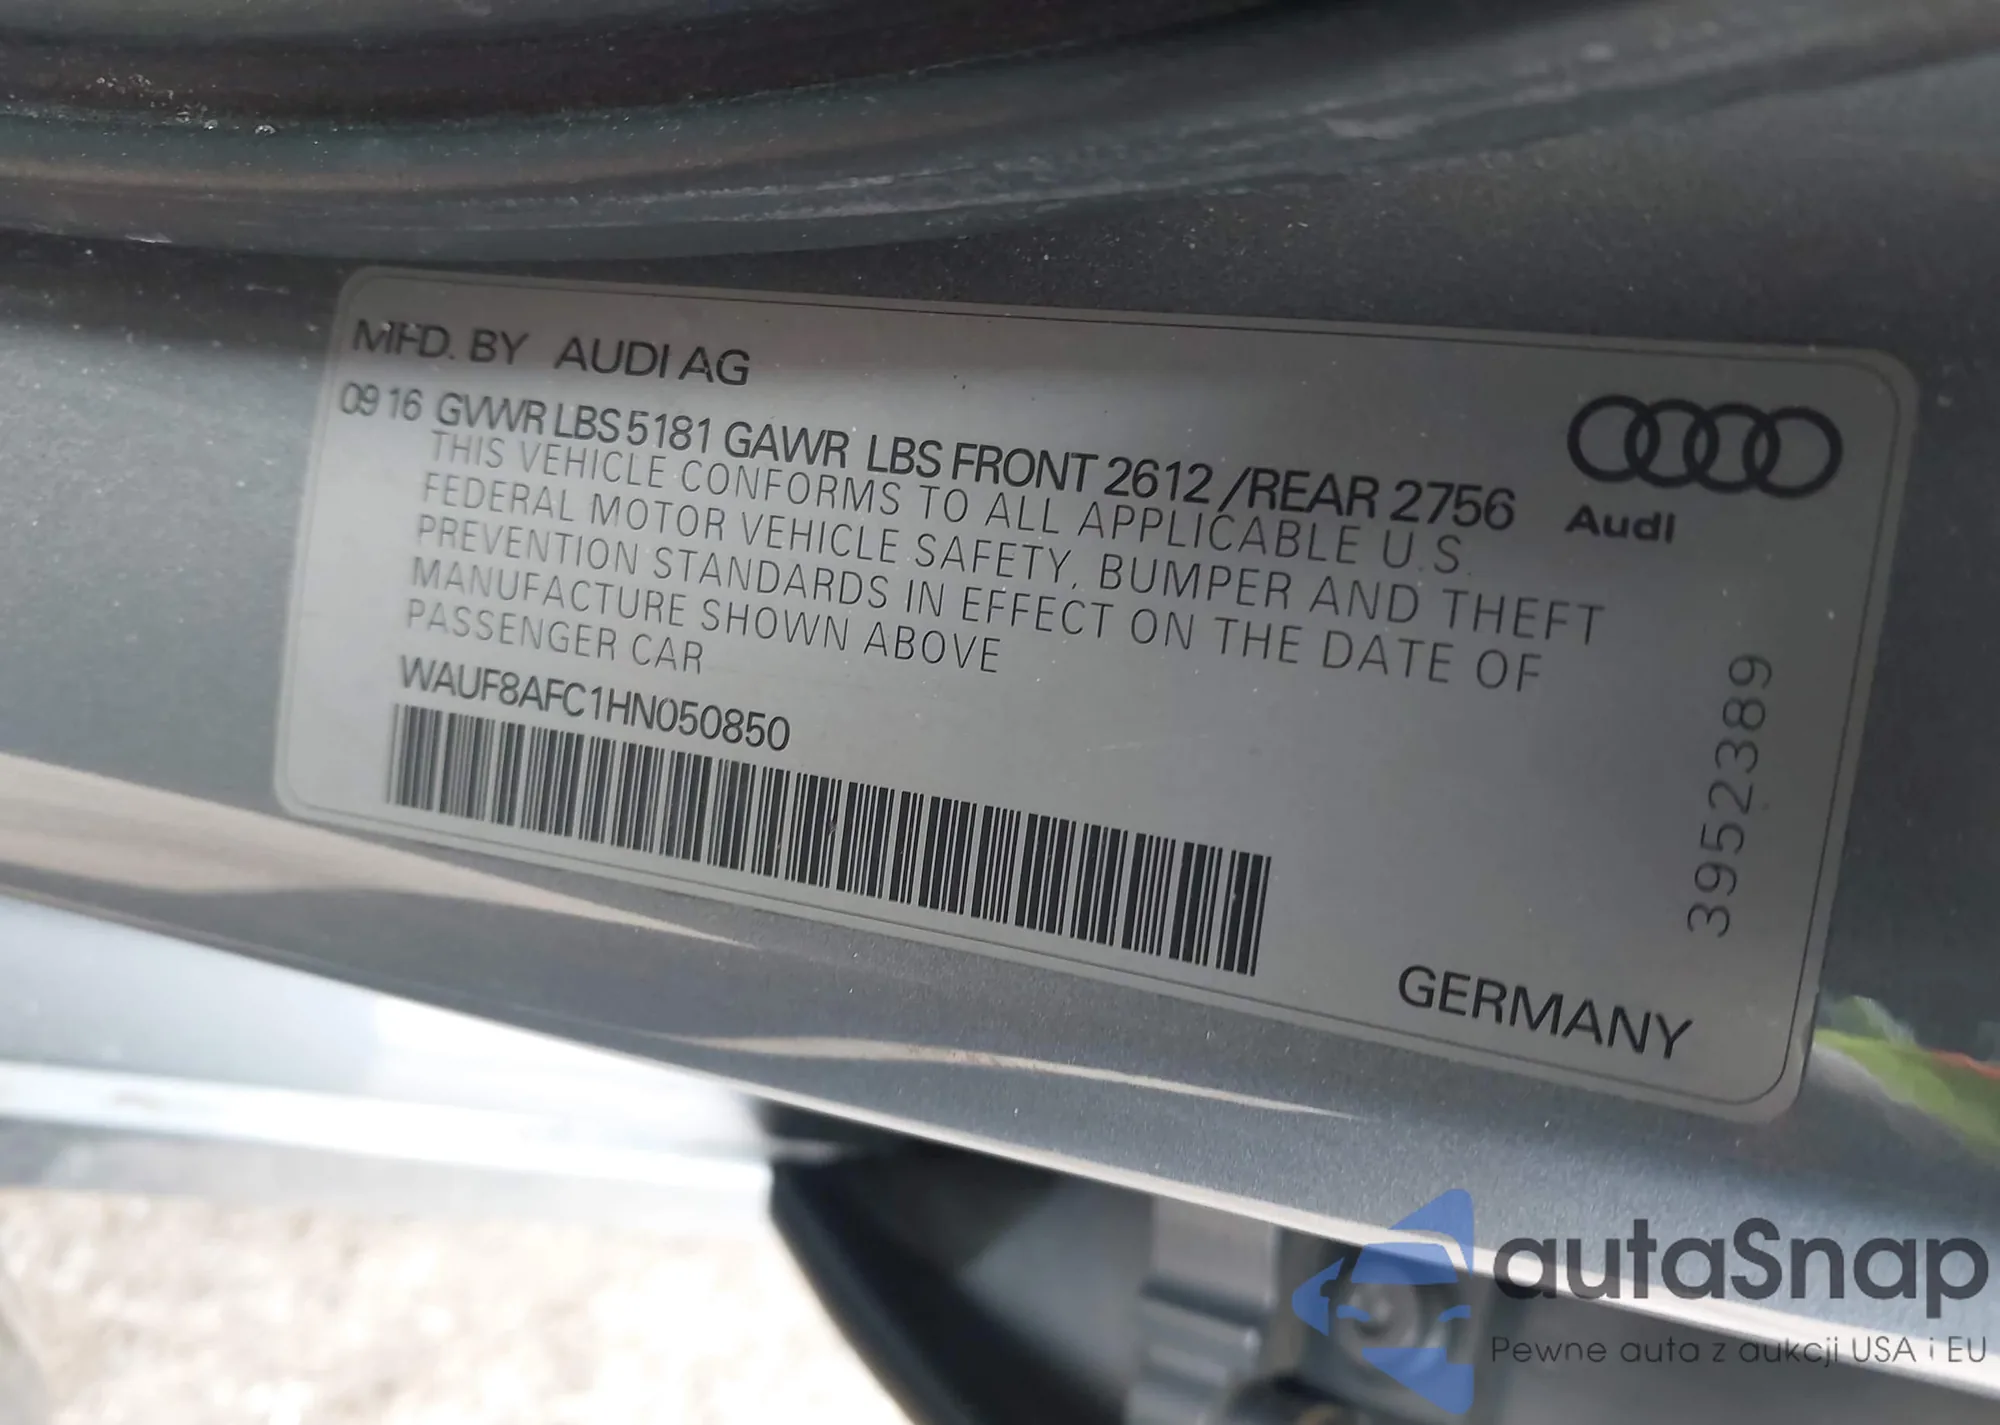 MFD. BY AUDI AG
09 16 GVWR LBS 5181 GAWR LBS FRONT 2612 /REAR 2756
THIS VEHICLE CONFORMS TO ALL APPLICABLE U.S.
FEDERAL MOTOR VEHICLE SAFETY, BUMPER AND THEFT
PREVENTION STANDARDS IN EFFECT ON THE DATE OF
MANUFACTURE SHOWN ABOVE
PASSENGER CAR
WAUF8AFC1HN050850
Audi
3952389
GERMANY
autaSnap
Pewne auta z aukcji USA i EU